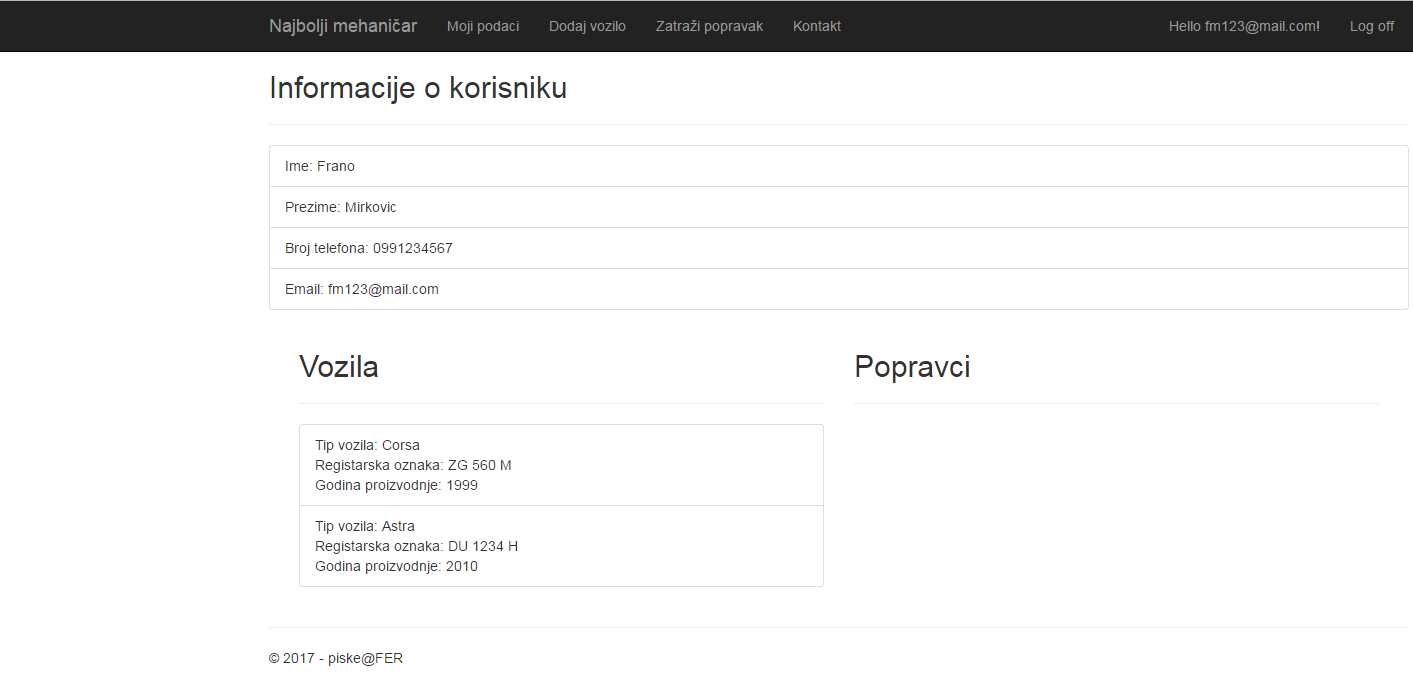 Najbolji mehaničar Moji podaci Dodaj vozilo Zatraži popravak Kontakt Hello fm123@mail.com! Log off
Informacije o korisniku
Ime: Frano
Prezime: Mirkovic
Broj telefona: 0991234567
Email: fm123@mail.com
Vozila
Tip vozila: Corsa
Registarska oznaka: ZG 560 M
Godina proizvodnje: 1999
Tip vozila: Astra
Registarska oznaka: DU 1234 H
Godina proizvodnje: 2010
Popravci
© 2017 - piske@FER